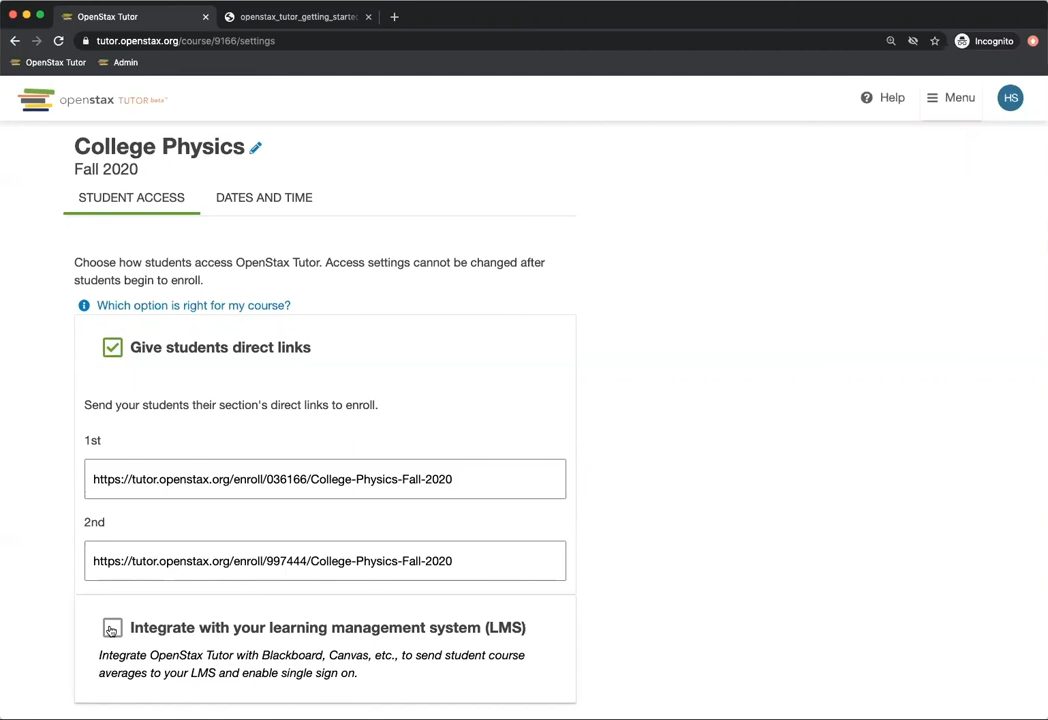 OpenStax Tutor
openstax_tutor_getting_starte
tutor.openstax.org/course/9166/settings
Incognito
OpenStax Tutor
Admin
openstax TUTOR beta
Help
Menu
HS
College Physics
Fall 2020
STUDENT ACCESS
DATES AND TIME
Choose how students access OpenStax Tutor. Access settings cannot be changed after
students begin to enroll.
Which option is right for my course?
Give students direct links
Send your students their section's direct links to enroll.
1st
https://tutor.openstax.org/enroll/036166/College-Physics-Fall-2020
2nd
https://tutor.openstax.org/enroll/997444/College-Physics-Fall-2020
Integrate with your learning management system (LMS)
Integrate OpenStax Tutor with Blackboard, Canvas, etc., to send student course
averages to your LMS and enable single sign on.